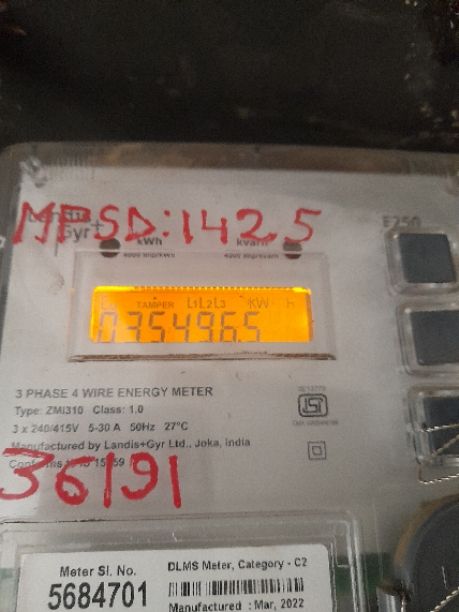 Landis
Gyr+
MPSD:1425
E250
kWh
kvarh
TAMPER L1L2L3 kW H
0354965
3 PHASE 4 WIRE ENERGY METER
Type: ZMI310 Class: 1.0
3 x 240/415V 5-30 A 50Hz 27°C
Manufactured by Landis+Gyr Ltd., Joka, India
36191
Meter Sl. No.
5684701
DLMS Meter, Category - C2
Manufactured : Mar, 2022